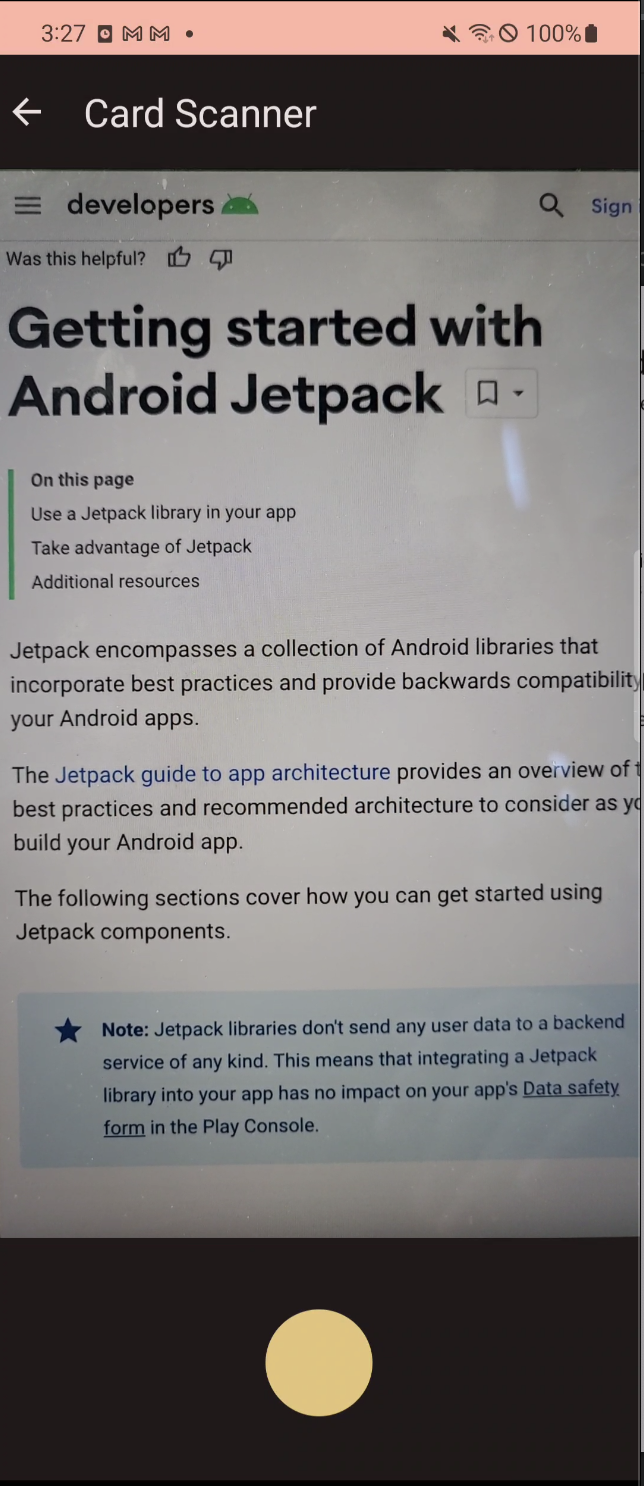 3:27 100%
Card Scanner
developers
Sign
Was this helpful?
Getting started with
Android Jetpack
On this page
Use a Jetpack library in your app
Take advantage of Jetpack
Additional resources
Jetpack encompasses a collection of Android libraries that
incorporate best practices and provide backwards compatibility
your Android apps.
The Jetpack guide to app architecture provides an overview of
best practices and recommended architecture to consider as
build your Android app.
The following sections cover how you can get started using
Jetpack components.
Note: Jetpack libraries don't send any user data to a backend
service of any kind. This means that integrating a Jetpack
library into your app has no impact on your app's Data safety
form in the Play Console.